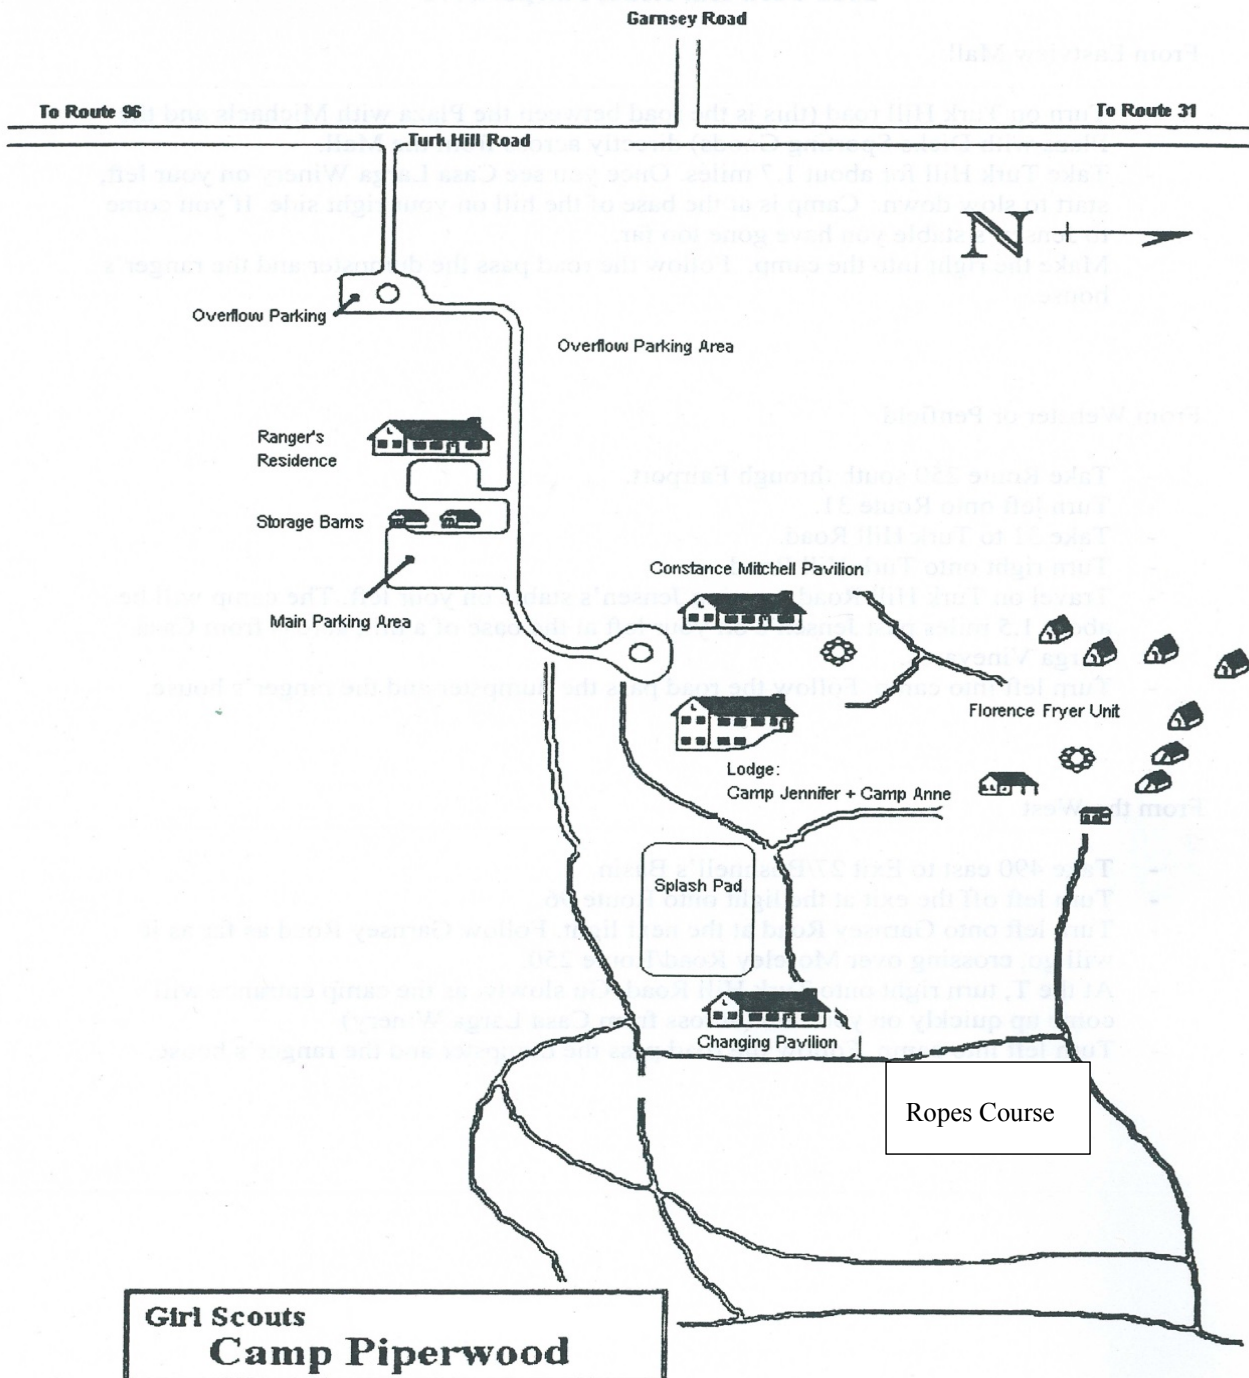 Garnsey Road
To Route 96
To Route 31
Turk Hill Road
N
Overflow Parking
Overflow Parking Area
Ranger's
Residence
Storage Barns
Constance Mitchell Pavilion
Main Parking Area
Florence Fryer Unit
Lodge:
Camp Jennifer + Camp Anne
Splash Pad
Changing Pavilion
Ropes Course
Girl Scouts
Camp Piperwood